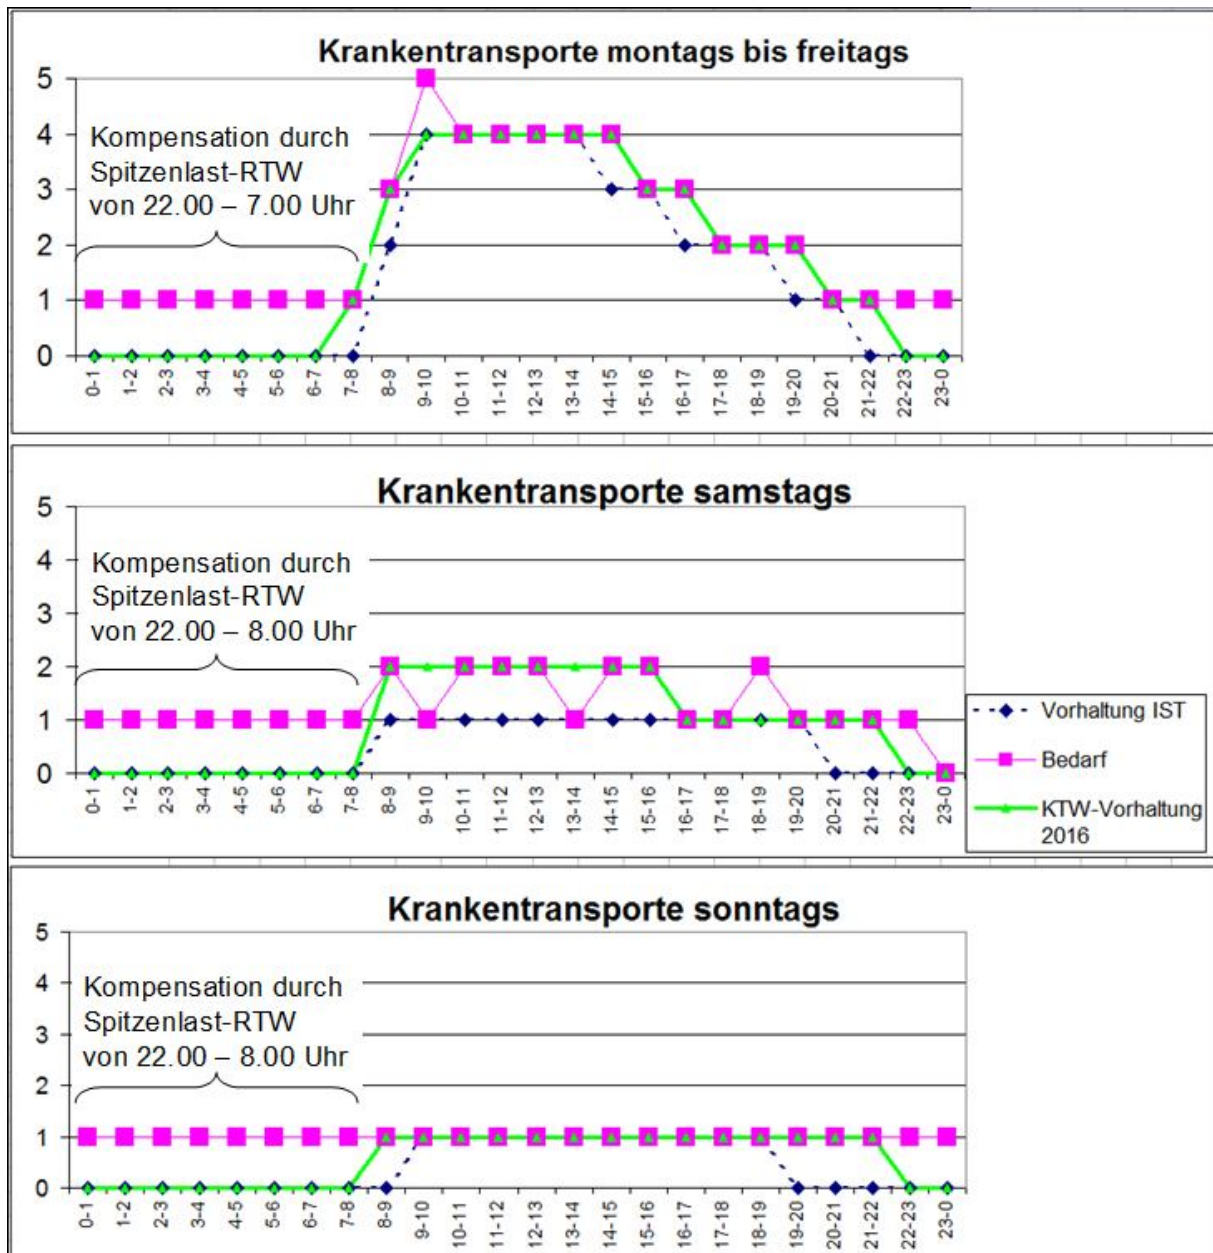 Krankentransporte montags bis freitags
5
4
3
2
1
0
Kompensation durch
Spitzenlast-RTW
von 22.00 – 7.00 Uhr
0-1 1-2 2-3 3-4 4-5 5-6 6-7 7-8 8-9 9-10 10-11 11-12 12-13 13-14 14-15 15-16 16-17 17-18 18-19 19-20 20-21 21-22 22-23 23-0
Krankentransporte samstags
5
4
3
2
1
0
Kompensation durch
Spitzenlast-RTW
von 22.00 – 8.00 Uhr
0-1 1-2 2-3 3-4 4-5 5-6 6-7 7-8 8-9 9-10 10-11 11-12 12-13 13-14 14-15 15-16 16-17 17-18 18-19 19-20 20-21 21-22 22-23 23-0
Vorhaltung IST
Bedarf
KTW-Vorhaltung
2016
Krankentransporte sonntags
5
4
3
2
1
0
Kompensation durch
Spitzenlast-RTW
von 22.00 – 8.00 Uhr
0-1 1-2 2-3 3-4 4-5 5-6 6-7 7-8 8-9 9-10 10-11 11-12 12-13 13-14 14-15 15-16 16-17 17-18 18-19 19-20 20-21 21-22 22-23 23-0